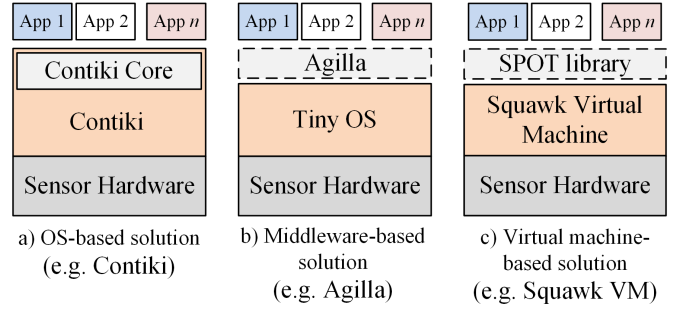 App 1 App 2 App n
Contiki Core
Contiki
Sensor Hardware
a) OS-based solution
(e.g. Contiki)
App 1 App 2 App n
Agilla
Tiny OS
Sensor Hardware
b) Middleware-based
solution
(e.g. Agilla)
App 1 App 2 App n
SPOT library
Squawk Virtual
Machine
Sensor Hardware
c) Virtual machine-
based solution
(e.g. Squawk VM)